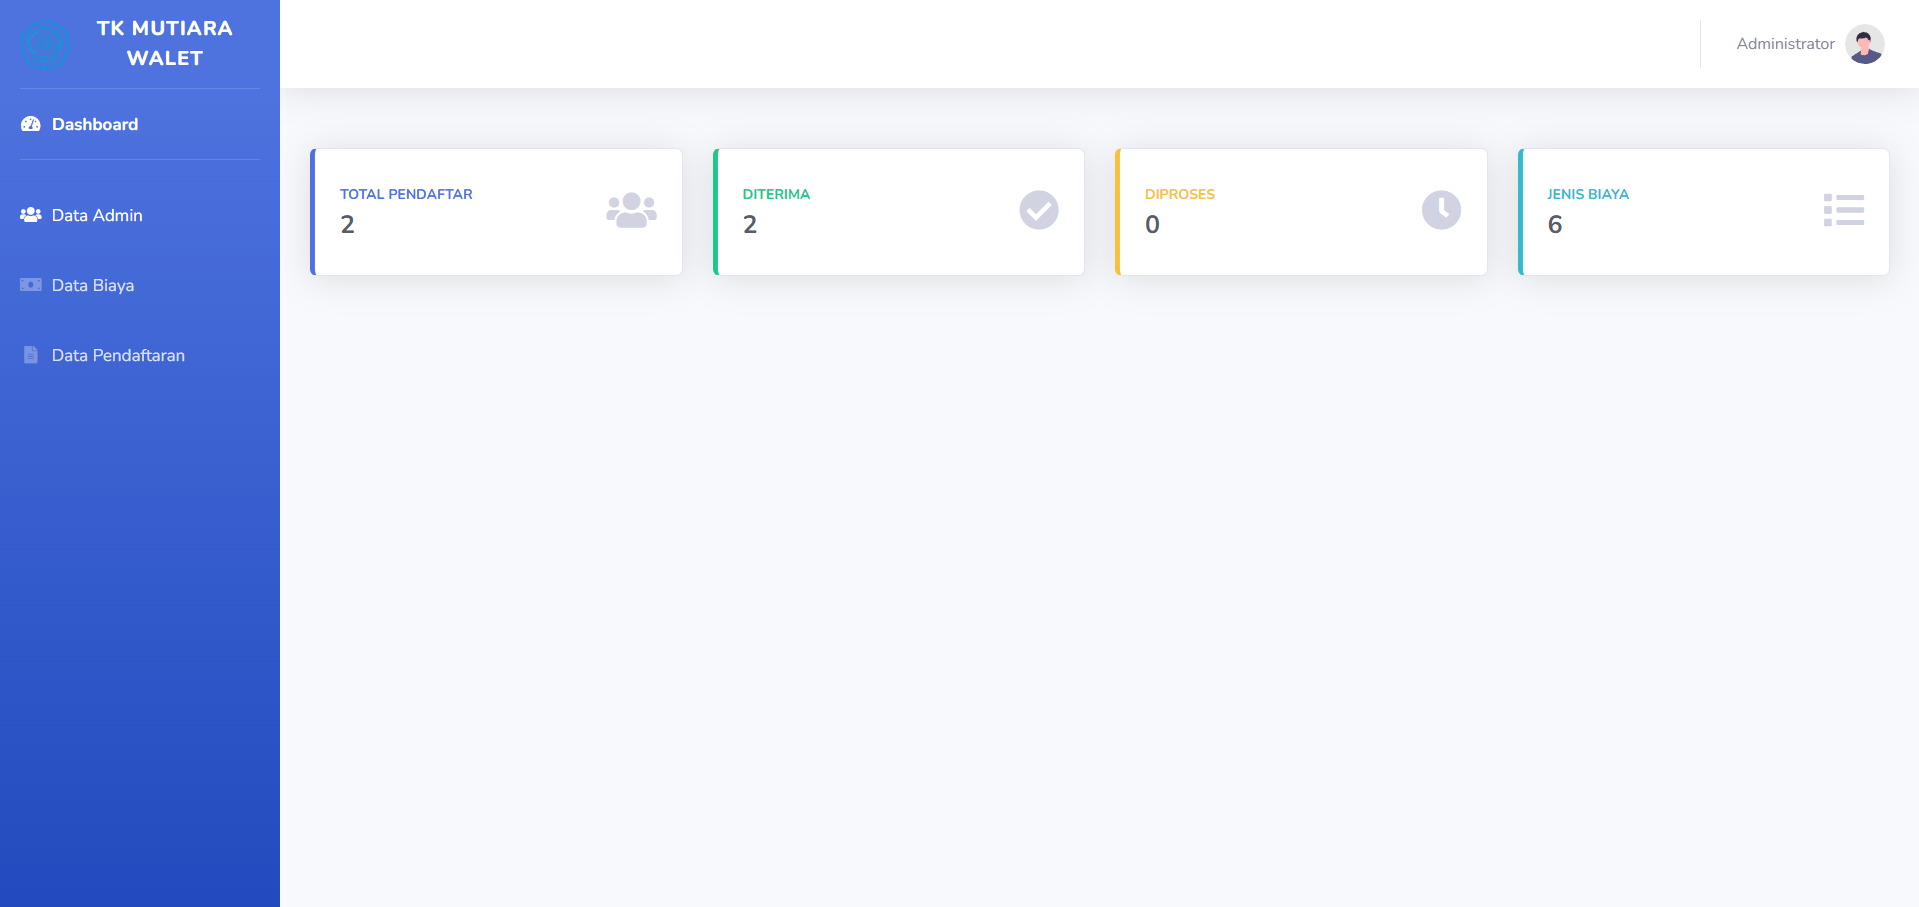 TK MUTIARA
WALET
Administrator
Dashboard
Data Admin
Data Biaya
Data Pendaftaran
TOTAL PENDAFTAR
2
DITERIMA
2
DIPROSES
0
JENIS BIAYA
6